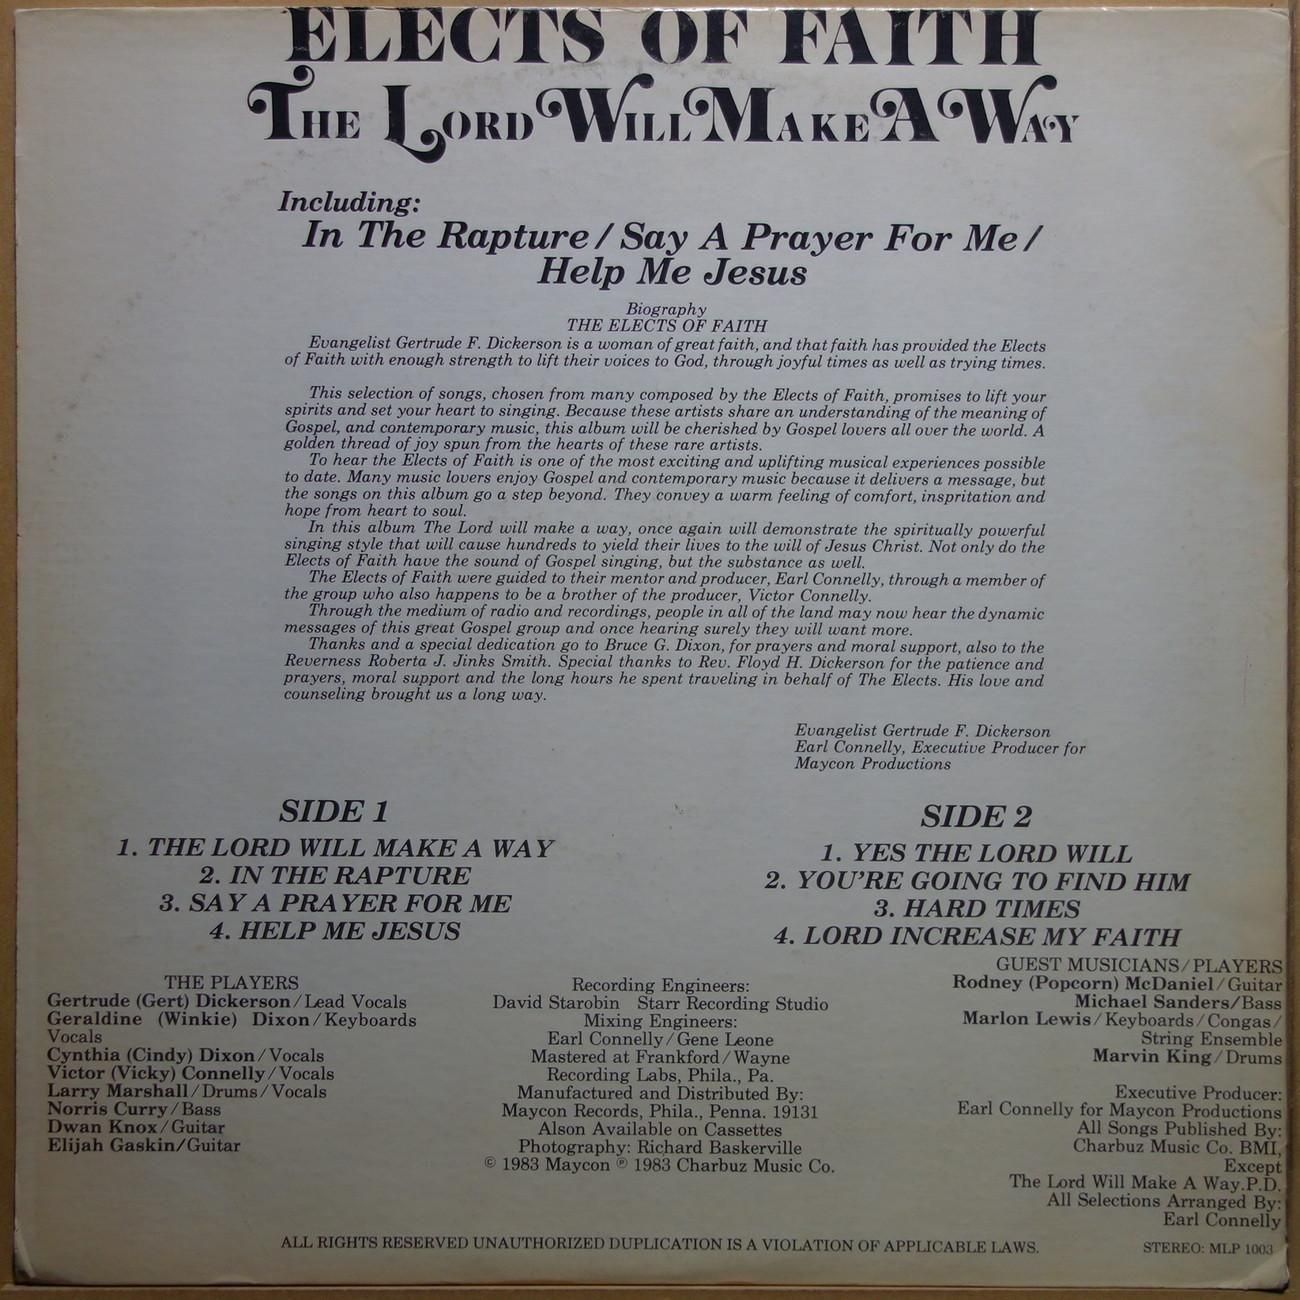 ELECTS OF FAITH
THE LORD WILL MAKE A WAY
Including:
In The Rapture / Say A Prayer For Me /
Help Me Jesus
Biography
THE ELECTS OF FAITH
Evangelist Gertrude F. Dickerson is a woman of great faith, and that faith has provided the Elects
of Faith with enough strength to lift their voices to God, through joyful times as well as trying times.
This selection of songs, chosen from many composed by the Elects of Faith, promises to lift your
spirits and set your heart to singing. Because these artists share an understanding of the meaning of
Gospel, and contemporary music, this album will be cherished by Gospel lovers all over the world. A
golden thread of joy spun from the hearts of these rare artists.
To hear the Elects of Faith is one of the most exciting and uplifting musical experiences possible
to date. Many music lovers enjoy Gospel and contemporary music because it delivers a message, but
the songs on this album go a step beyond. They convey a warm feeling of comfort, inspritation and
hope from heart to soul.
In this album The Lord will make a way, once again will demonstrate the spiritually powerful
singing style that will cause hundreds to yield their lives to the will of Jesus Christ. Not only do the
Elects of Faith have the sound of Gospel singing, but the substance as well.
The Elects of Faith were guided to their mentor and producer, Earl Connelly, through a member of
the group who also happens to be a brother of the producer, Victor Connelly.
Through the medium of radio and recordings, people in all of the land may now hear the dynamic
messages of this great Gospel group and once hearing surely they will want more.
Thanks and a special dedication go to Bruce G. Dixon, for prayers and moral support, also to the
Reverness Roberta J. Jinks Smith. Special thanks to Rev. Floyd H. Dickerson for the patience and
prayers, moral support and the long hours he spent traveling in behalf of The Elects. His love and
counseling brought us a long way.
Evangelist Gertrude F. Dickerson
Earl Connelly, Executive Producer for
Maycon Productions
SIDE 1
1. THE LORD WILL MAKE A WAY
2. IN THE RAPTURE
3. SAY A PRAYER FOR ME
4. HELP ME JESUS
SIDE 2
1. YES THE LORD WILL
2. YOU'RE GOING TO FIND HIM
3. HARD TIMES
4. LORD INCREASE MY FAITH
THE PLAYERS
Gertrude (Gert) Dickerson/Lead Vocals
Geraldine (Winkie) Dixon/Keyboards
Vocals
Cynthia (Cindy) Dixon/Vocals
Victor (Vicky) Connelly/Vocals
Larry Marshall/Drums/Vocals
Norris Curry/Bass
Dwan Knox/Guitar
Elijah Gaskin/Guitar
Recording Engineers:
David Starobin Starr Recording Studio
Mixing Engineers:
Earl Connelly/Gene Leone
Mastered at Frankford/Wayne
Recording Labs, Phila., Pa.
Manufactured and Distributed By:
Maycon Records, Phila., Penna. 19131
Alson Available on Cassettes
Photography: Richard Baskerville
© 1983 Maycon ℗ 1983 Charbuz Music Co.
GUEST MUSICIANS/PLAYERS
Rodney (Popcorn) McDaniel/Guitar
Michael Sanders/Bass
Marlon Lewis/Keyboards/Congas/
String Ensemble
Marvin King/Drums
Executive Producer:
Earl Connelly for Maycon Productions
All Songs Published By:
Charbuz Music Co. BMI,
Except
The Lord Will Make A Way.P.D.
All Selections Arranged By:
Earl Connelly
ALL RIGHTS RESERVED UNAUTHORIZED DUPLICATION IS A VIOLATION OF APPLICABLE LAWS.
STEREO: MLP 1003